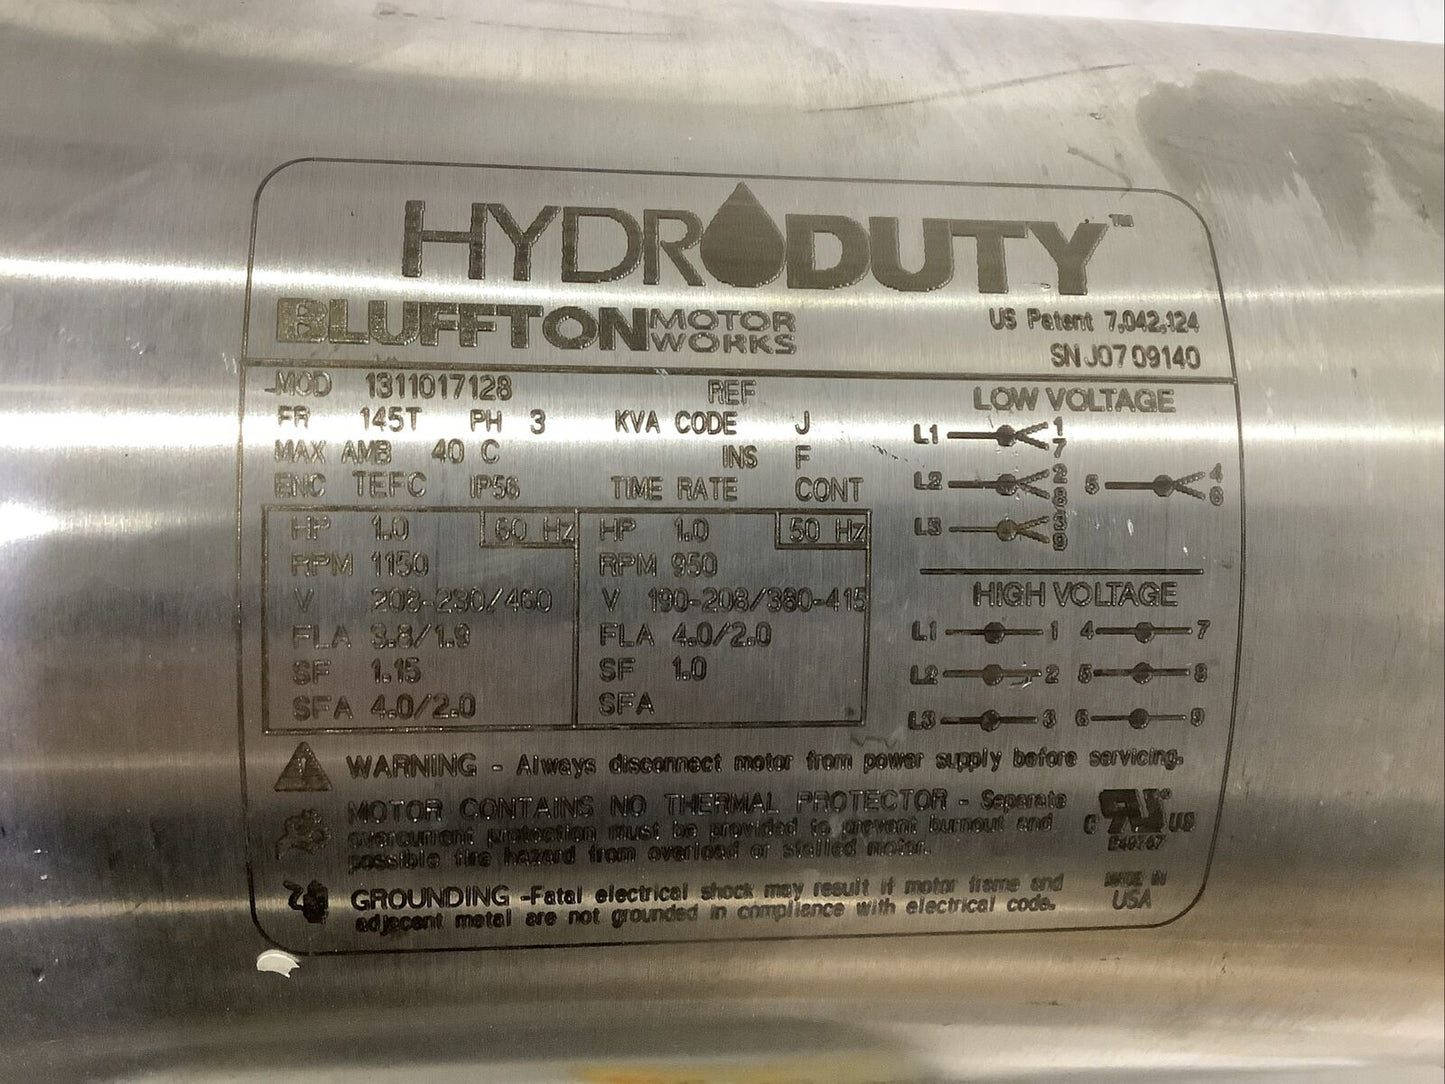 HYDRODUTY™
BLUFFTON MOTOR WORKS
US Patent 7,042,124
SN J07 09140
MOD 1311017128 REF
FR 145T PH 3 KVA CODE J
MAX AMB 40 C INS F
ENC TEFC IP56 TIME RATE CONT
HP 1.0 60 Hz
RPM 1150
V 208-230/460
FLA 3.8/1.9
SF 1.15
SFA 4.0/2.0
HP 1.0 50 Hz
RPM 950
V 190-208/380-415
FLA 4.0/2.0
SF 1.0
SFA
LOW VOLTAGE
L1 1 7
L2 2 8 5 4 6
L3 3 9
HIGH VOLTAGE
L1 1 4 7
L2 2 5 8
L3 3 6 9
WARNING - Always disconnect motor from power supply before servicing.
MOTOR CONTAINS NO THERMAL PROTECTOR - Separate
overcurrent protection must be provided to prevent burnout and
possible fire hazard from overload or stalled motor.
GROUNDING -Fatal electrical shock may result if motor frame and
adjacent metal are not grounded in compliance with electrical code.
C RU® US
MADE IN
USA